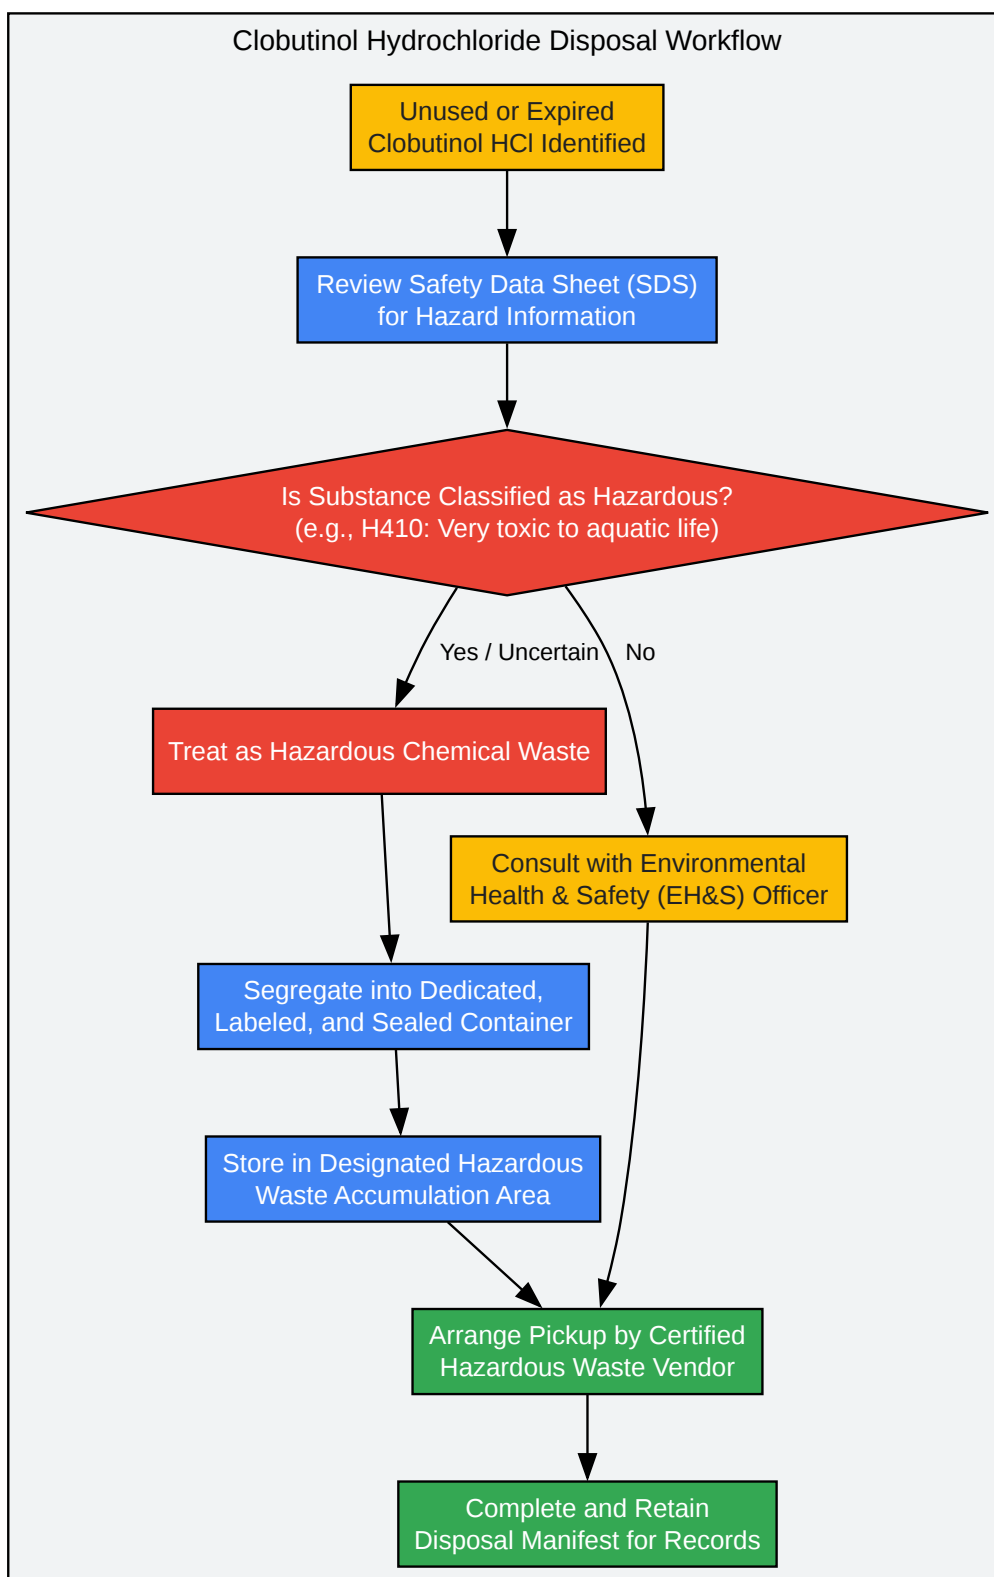 Clobutinol Hydrochloride Disposal Workflow
Unused or Expired
Clobutinol HCl Identified
Review Safety Data Sheet (SDS)
for Hazard Information
Is Substance Classified as Hazardous?
(e.g., H410: Very toxic to aquatic life)
Yes / Uncertain
No
Treat as Hazardous Chemical Waste
Consult with Environmental
Health & Safety (EH&S) Officer
Segregate into Dedicated,
Labeled, and Sealed Container
Store in Designated Hazardous
Waste Accumulation Area
Arrange Pickup by Certified
Hazardous Waste Vendor
Complete and Retain
Disposal Manifest for Records